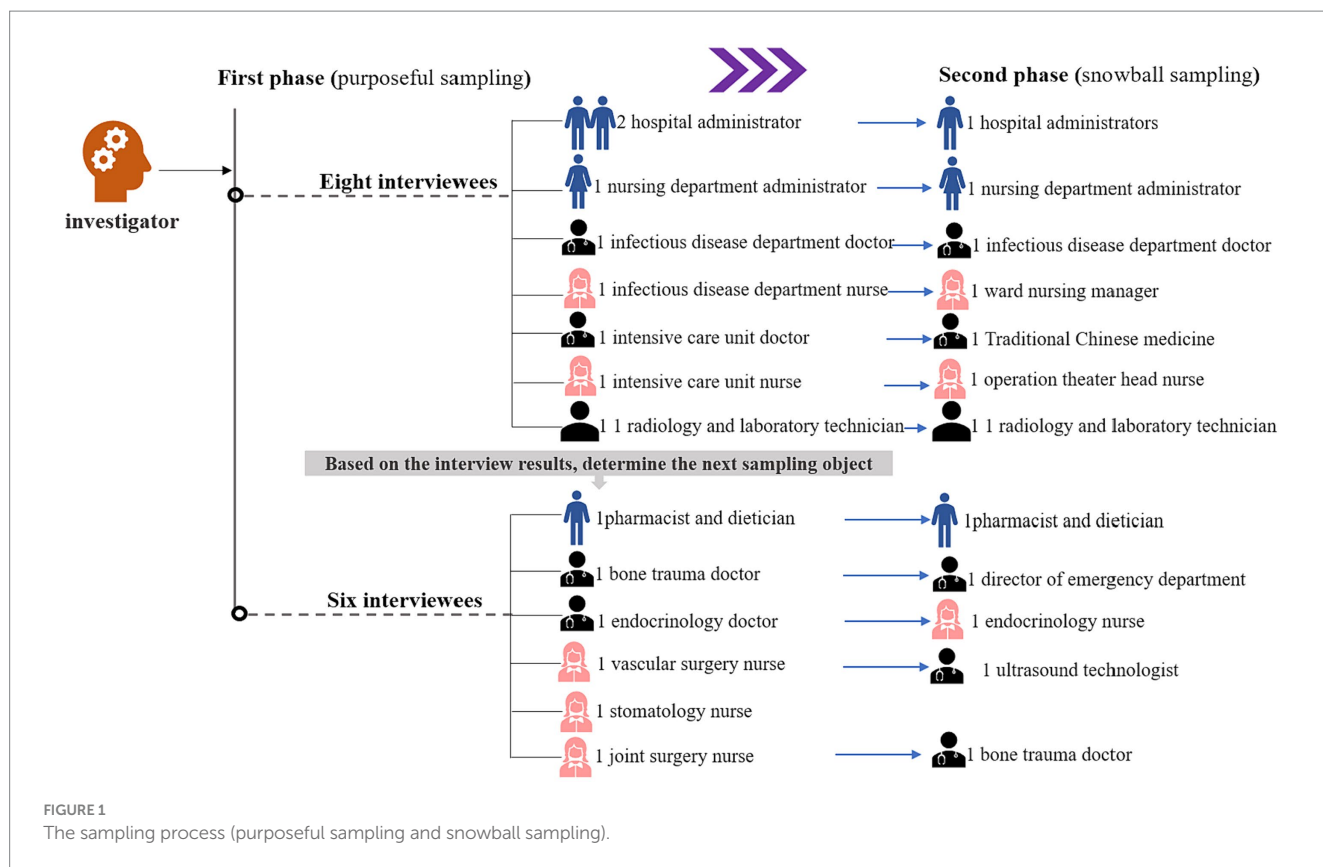 First phase (purposeful sampling)
Second phase (snowball sampling)
investigator
Eight interviewees
2 hospital administrator
1 hospital administrators
1 nursing department administrator
1 nursing department administrator
1 infectious disease department doctor
1 infectious disease department doctor
1 infectious disease department nurse
1 ward nursing manager
1 intensive care unit doctor
1 Traditional Chinese medicine
1 intensive care unit nurse
1 operation theater head nurse
1 1 radiology and laboratory technician
1 1 radiology and laboratory technician
Based on the interview results, determine the next sampling object
Six interviewees
1pharmacist and dietician
1pharmacist and dietician
1 bone trauma doctor
1 director of emergency department
1 endocrinology doctor
1 endocrinology nurse
1 vascular surgery nurse
1 ultrasound technologist
1 stomatology nurse
1 joint surgery nurse
1 bone trauma doctor
FIGURE 1
The sampling process (purposeful sampling and snowball sampling).